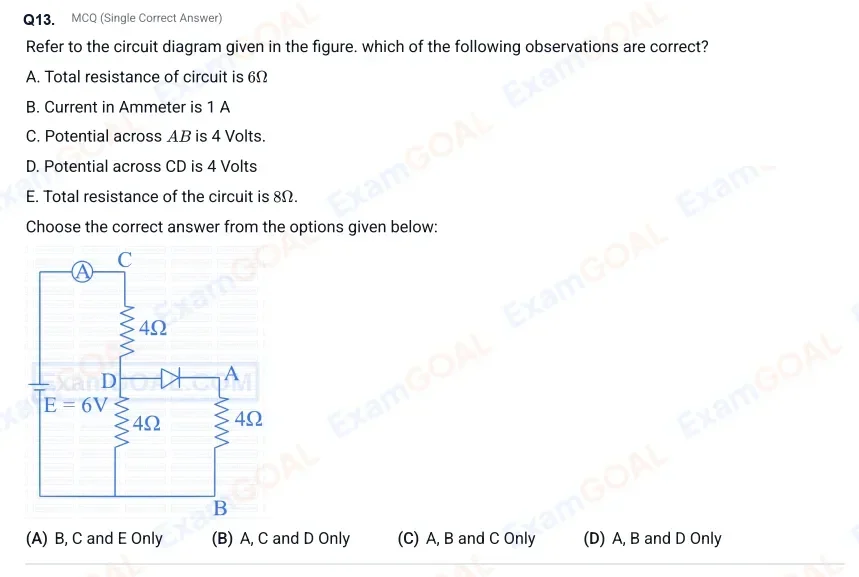 Q13. MCQ (Single Correct Answer)
Refer to the circuit diagram given in the figure. which of the following observations are correct?
A. Total resistance of circuit is 6Ω
B. Current in Ammeter is 1 A
C. Potential across AB is 4 Volts.
D. Potential across CD is 4 Volts
E. Total resistance of the circuit is 8Ω.
Choose the correct answer from the options given below:
C
A
4Ω
D
A
E = 6V
4Ω
4Ω
B
(A) B, C and E Only (B) A, C and D Only (C) A, B and C Only (D) A, B and D Only
ExamGOAL